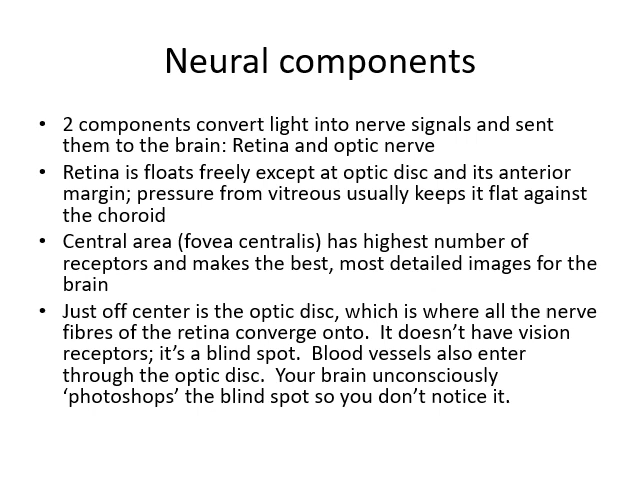 Neural components
• 2 components convert light into nerve signals and sent
them to the brain: Retina and optic nerve
• Retina is floats freely except at optic disc and its anterior
margin; pressure from vitreous usually keeps it flat against
the choroid
• Central area (fovea centralis) has highest number of
receptors and makes the best, most detailed images for the
brain
• Just off center is the optic disc, which is where all the nerve
fibres of the retina converge onto.  It doesn’t have vision
receptors; it’s a blind spot.  Blood vessels also enter
through the optic disc.  Your brain unconsciously
‘photoshops’ the blind spot so you don’t notice it.